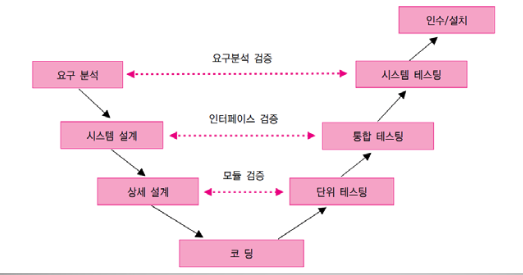 인수/설치
요구 분석
요구분석 검증
시스템 테스팅
시스템 설계
인터페이스 검증
통합 테스팅
상세 설계
모듈 검증
단위 테스팅
코 딩